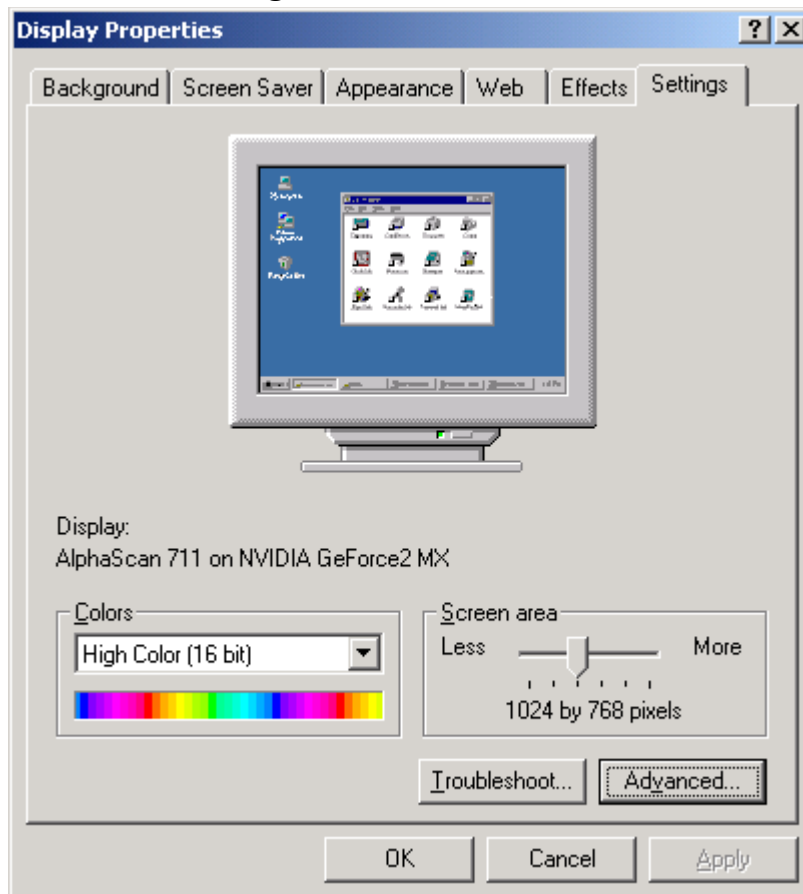 Display Properties
Background Screen Saver Appearance Web Effects Settings
Display:
AlphaScan 711 on NVIDIA GeForce2 MX
Colors
High Color (16 bit)
Screen area
Less More
1024 by 768 pixels
Troubleshoot... Advanced...
OK Cancel Apply